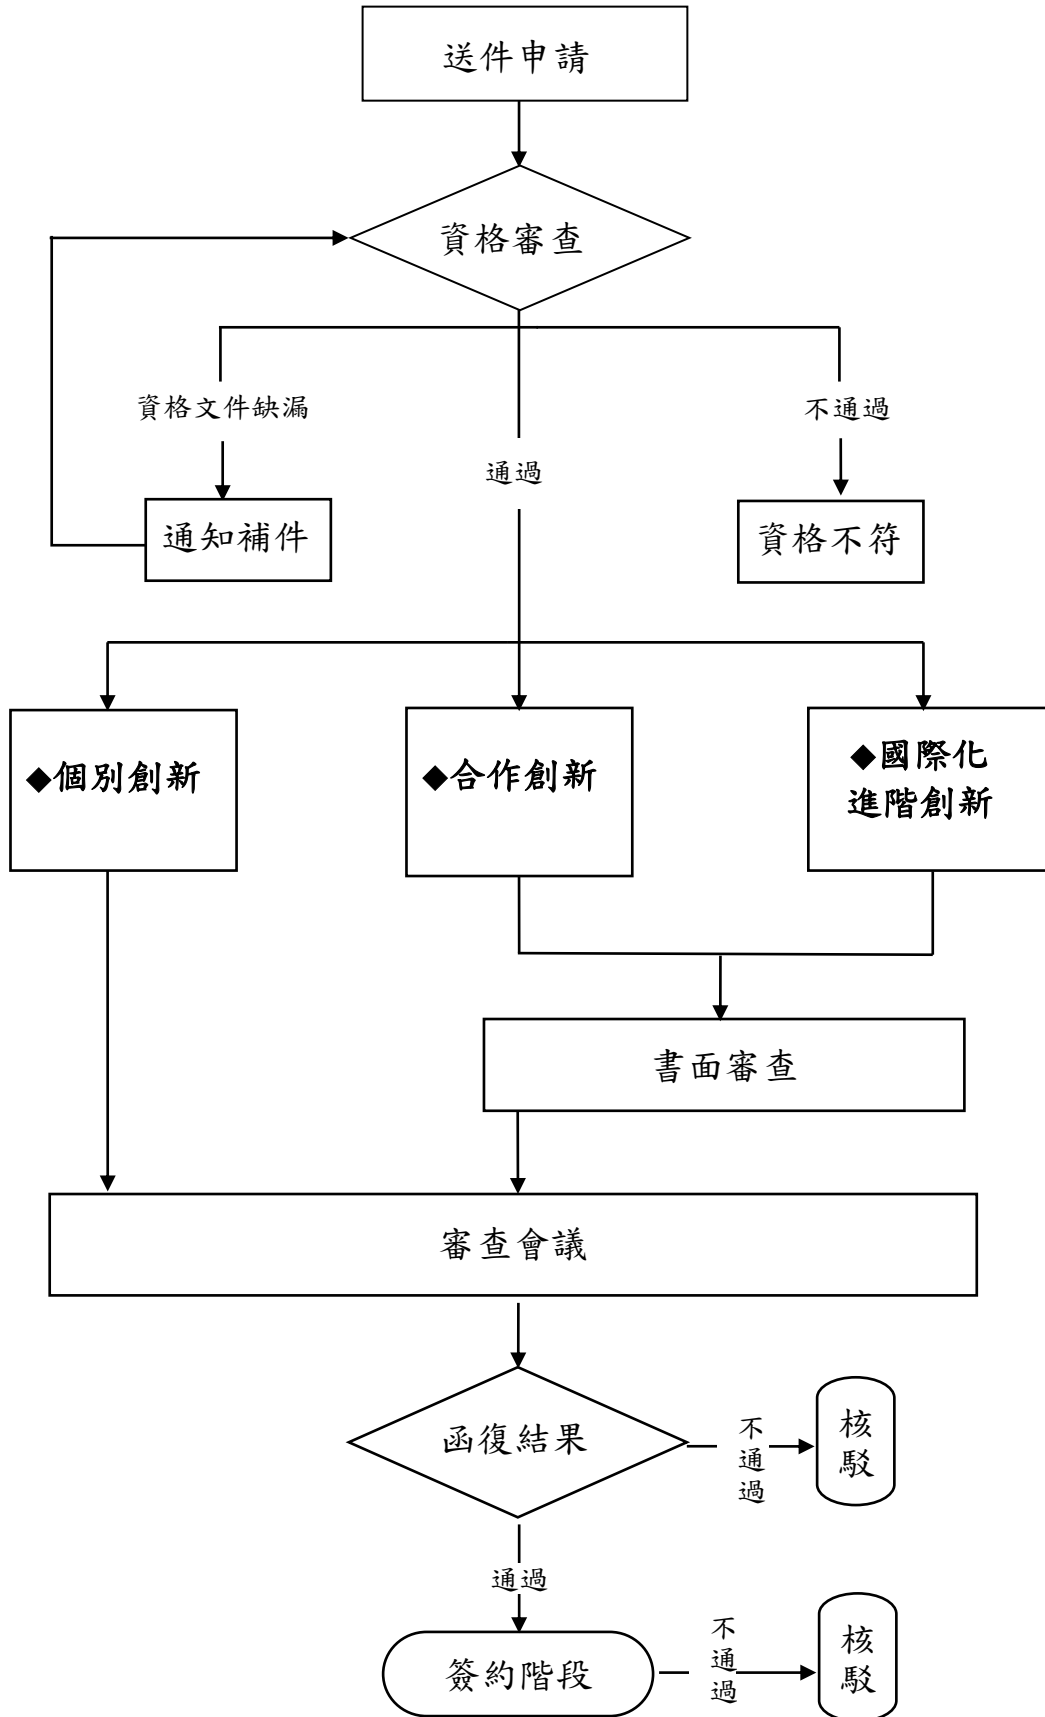 送件申請
資格審查
資格文件缺漏
不通過
通過
通知補件
資格不符
◆個別創新
◆合作創新
◆國際化
進階創新
書面審查
審查會議
函復結果
不
通
過
核
駁
通過
簽約階段
不
通
過
核
駁